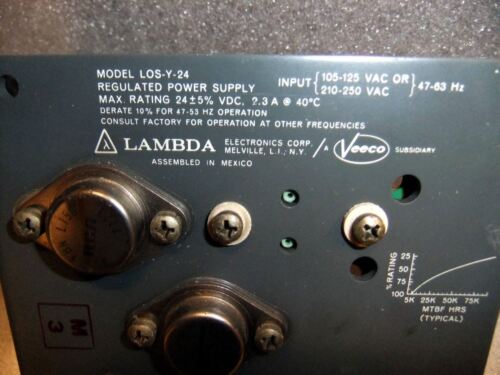 MODEL LOS-Y-24
REGULATED POWER SUPPLY
INPUT { 105-125 VAC OR } 47-63 Hz
210-250 VAC
MAX. RATING 24±5% VDC, 2.3 A @ 40°C
DERATE 10% FOR 47-53 HZ OPERATION
CONSULT FACTORY FOR OPERATION AT OTHER FREQUENCIES
λ LAMBDA ELECTRONICS CORP. MELVILLE, L.I., N.Y. / A Veeco SUBSIDIARY
ASSEMBLED IN MEXICO
% RATING
25
50
75
100
5K 25K 50K 75K
MTBF HRS
(TYPICAL)
M
3